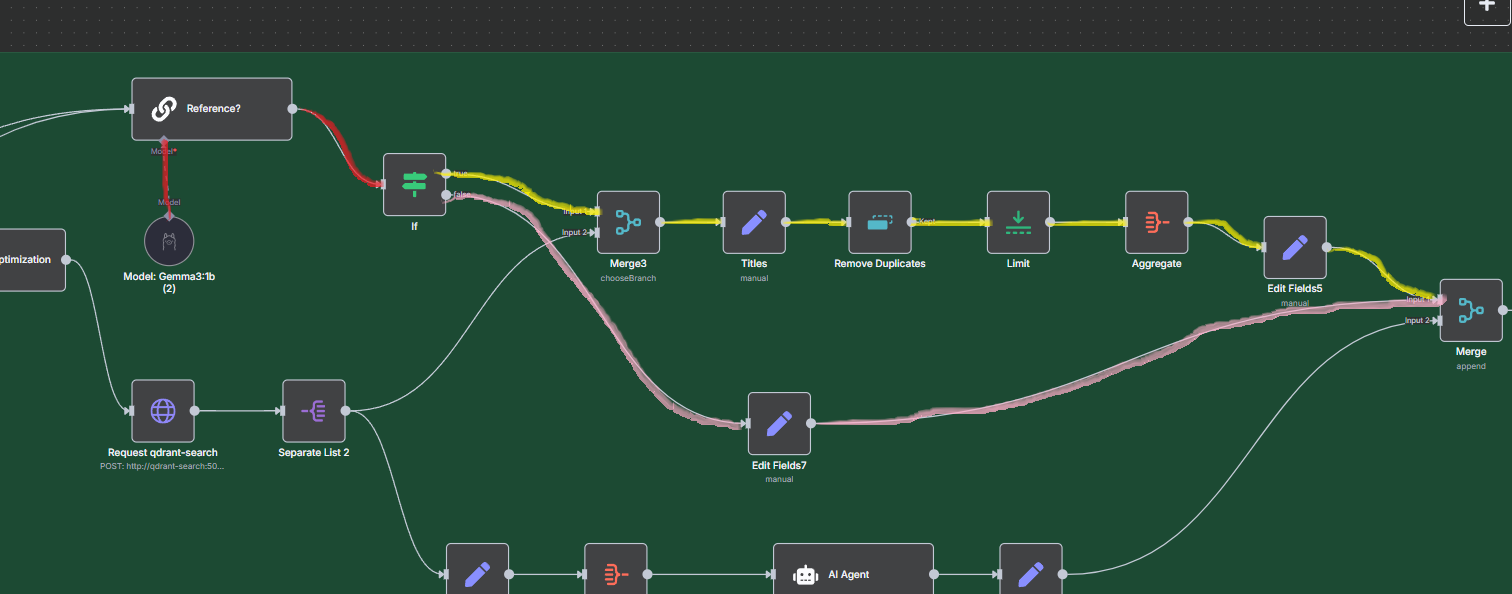 Reference?
Model*
Model
Model: Gemma3:1b
(2)
ptimization
true
false
If
Input 1
Input 2
Merge3
chooseBranch
Titles
manual
Kept
Remove Duplicates
Limit
Aggregate
Edit Fields5
manual
Input 1
Input 2
Merge
append
Request qdrant-search
POST: http://qdrant-search:50...
Separate List 2
Edit Fields7
manual
AI Agent